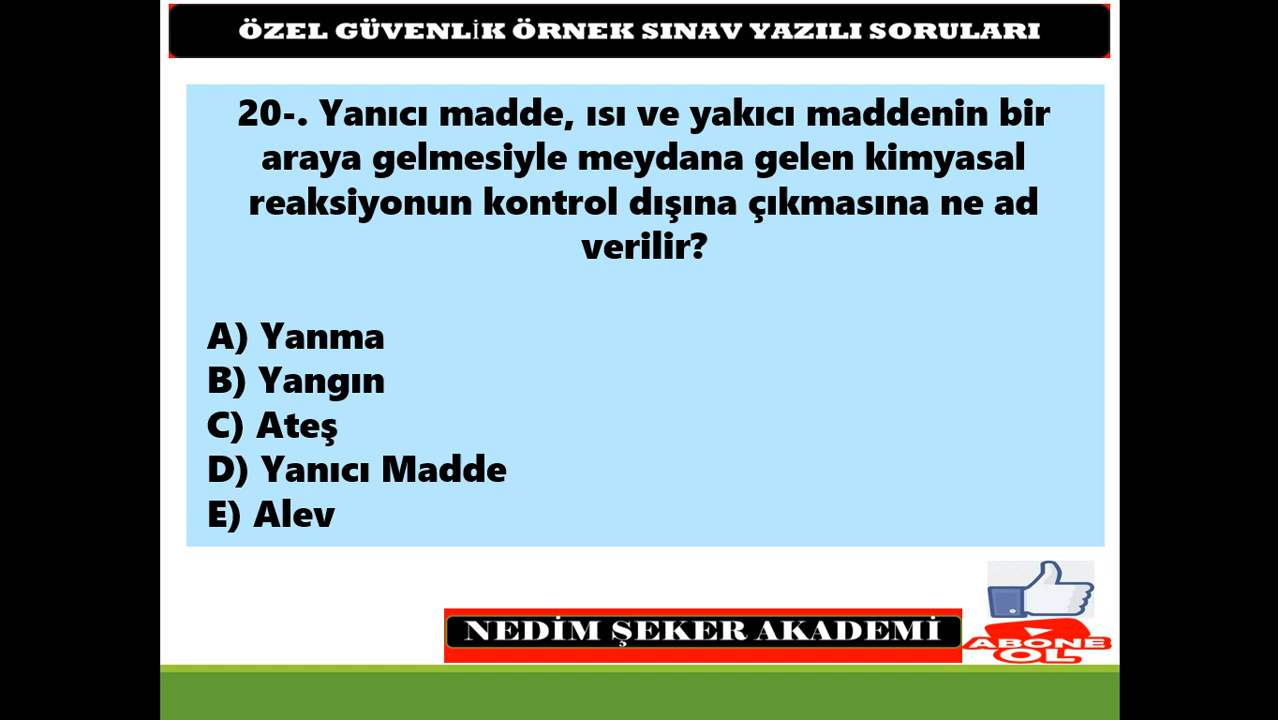 ÖZEL GÜVENLİK ÖRNEK SINAV YAZILI SORULARI
20-. Yanıcı madde, ısı ve yakıcı maddenin bir
araya gelmesiyle meydana gelen kimyasal
reaksiyonun kontrol dışına çıkmasına ne ad
verilir?
A) Yanma
B) Yangın
C) Ateş
D) Yanıcı Madde
E) Alev
NEDİM ŞEKER AKADEMİ
ABONE
OL